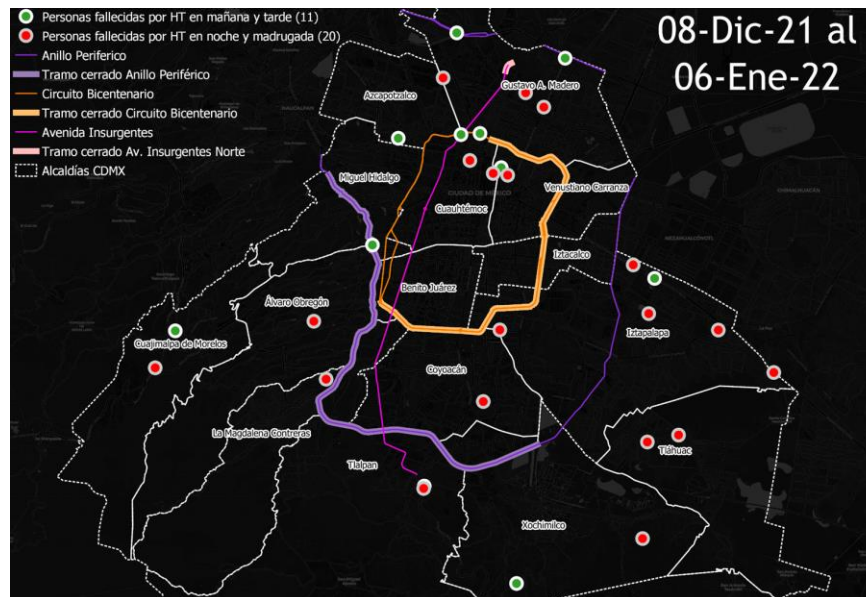 Personas fallecidas por HT en mañana y tarde (11)
Personas fallecidas por HT en noche y madrugada (20)
Anillo Periferico
Tramo cerrado Anillo Periférico
Circuito Bicentenario
Tramo cerrado Circuito Bicentenario
Avenida Insurgentes
Tramo cerrado Av. Insurgentes Norte
Alcaldías CDMX
08-Dic-21 al
06-Ene-22
Gustavo A. Madero
Azcapotzalco
Miguel Hidalgo
Venustiano Carranza
CIUDAD DE MÉXICO
Cuauhtémoc
Iztacalco
Benito Juárez
Álvaro Obregón
Iztapalapa
Cuajimalpa de Morelos
Coyoacán
La Magdalena Contreras
Tláhuac
Tlalpan
Xochimilco